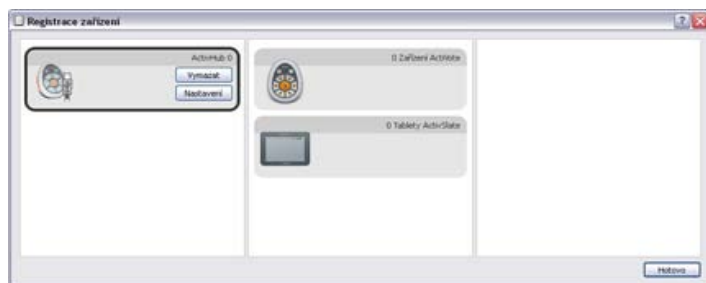 Registrace zařízení
ActivHub 0
Vymazat
Nastavení
0 Zařízení ActiVote
0 Tablety ActivSlate
Hotovo